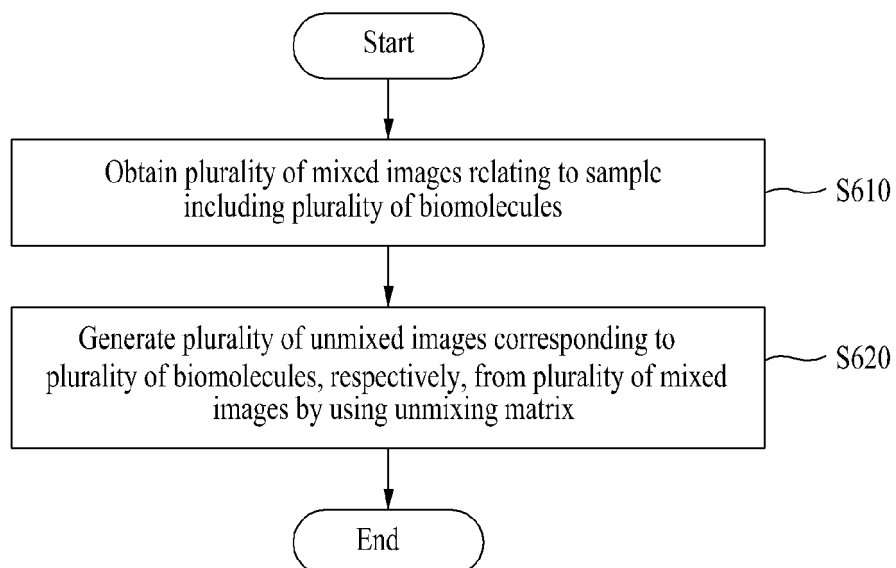 Start
Obtain plurality of mixed images relating to sample
including plurality of biomolecules
S610
Generate plurality of unmixed images corresponding to
plurality of biomolecules, respectively, from plurality of mixed
images by using unmixing matrix
S620
End